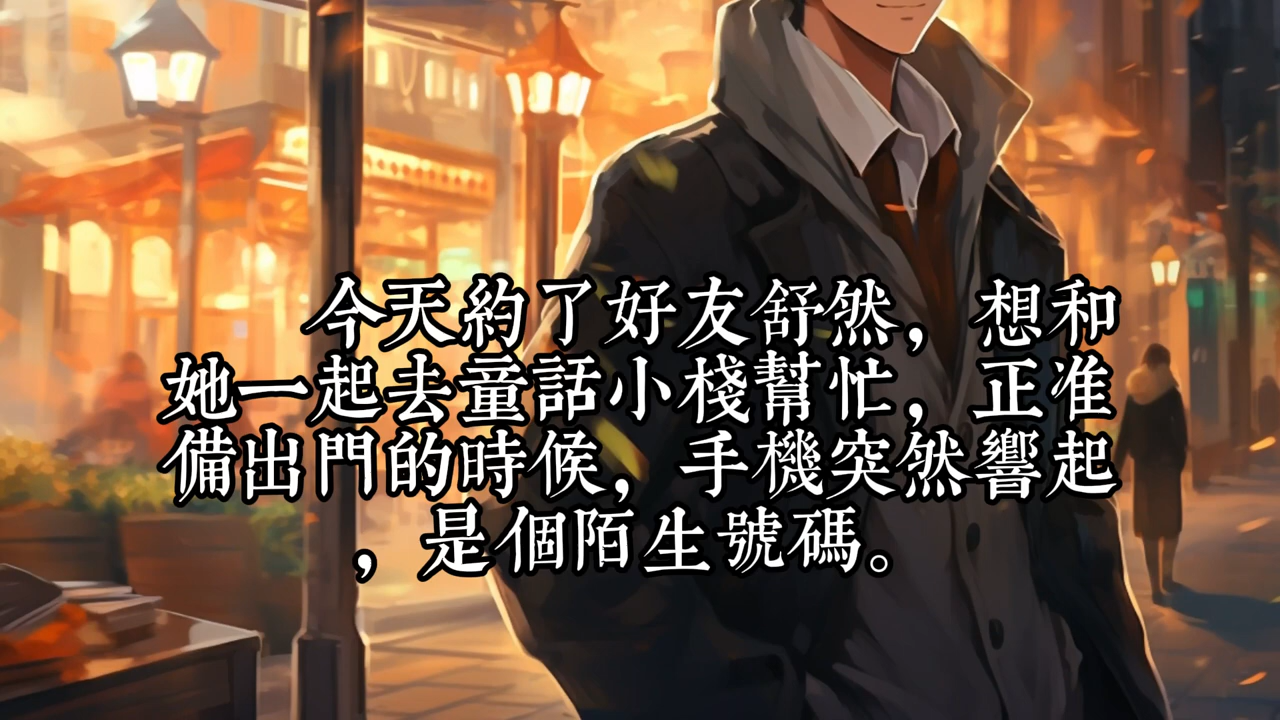 今天約了好友舒然，想和
她一起去童話小棧幫忙，正准
備出門的時候，手機突然響起
，是個陌生號碼。